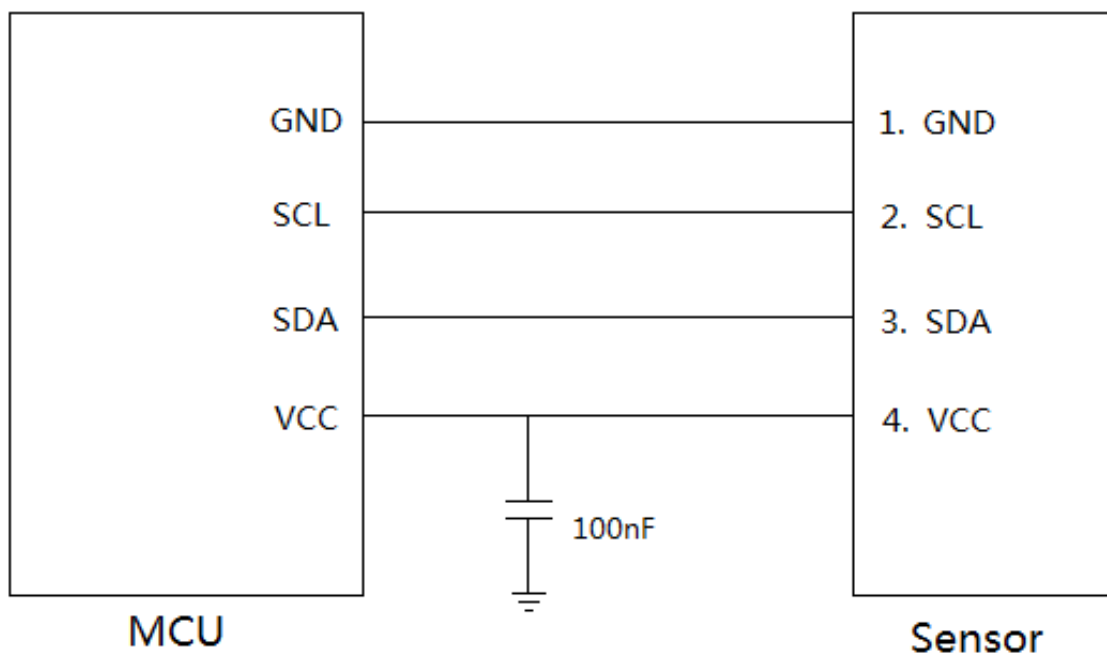 GND
1. GND
SCL
2. SCL
SDA
3. SDA
VCC
4. VCC
100nF
MCU
Sensor